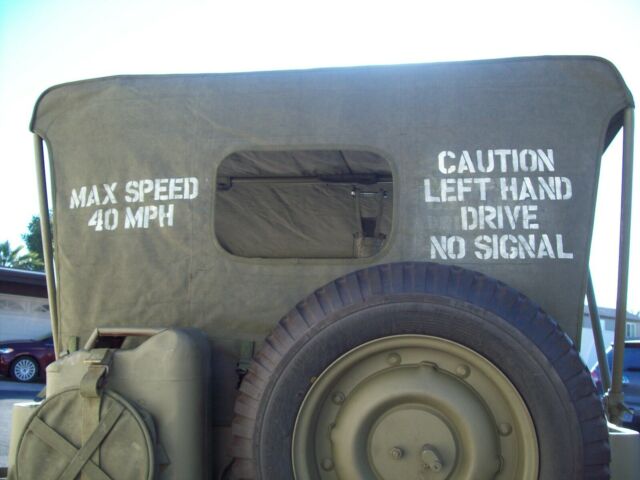 MAX SPEED
40 MPH
CAUTION
LEFT HAND
DRIVE
NO SIGNAL